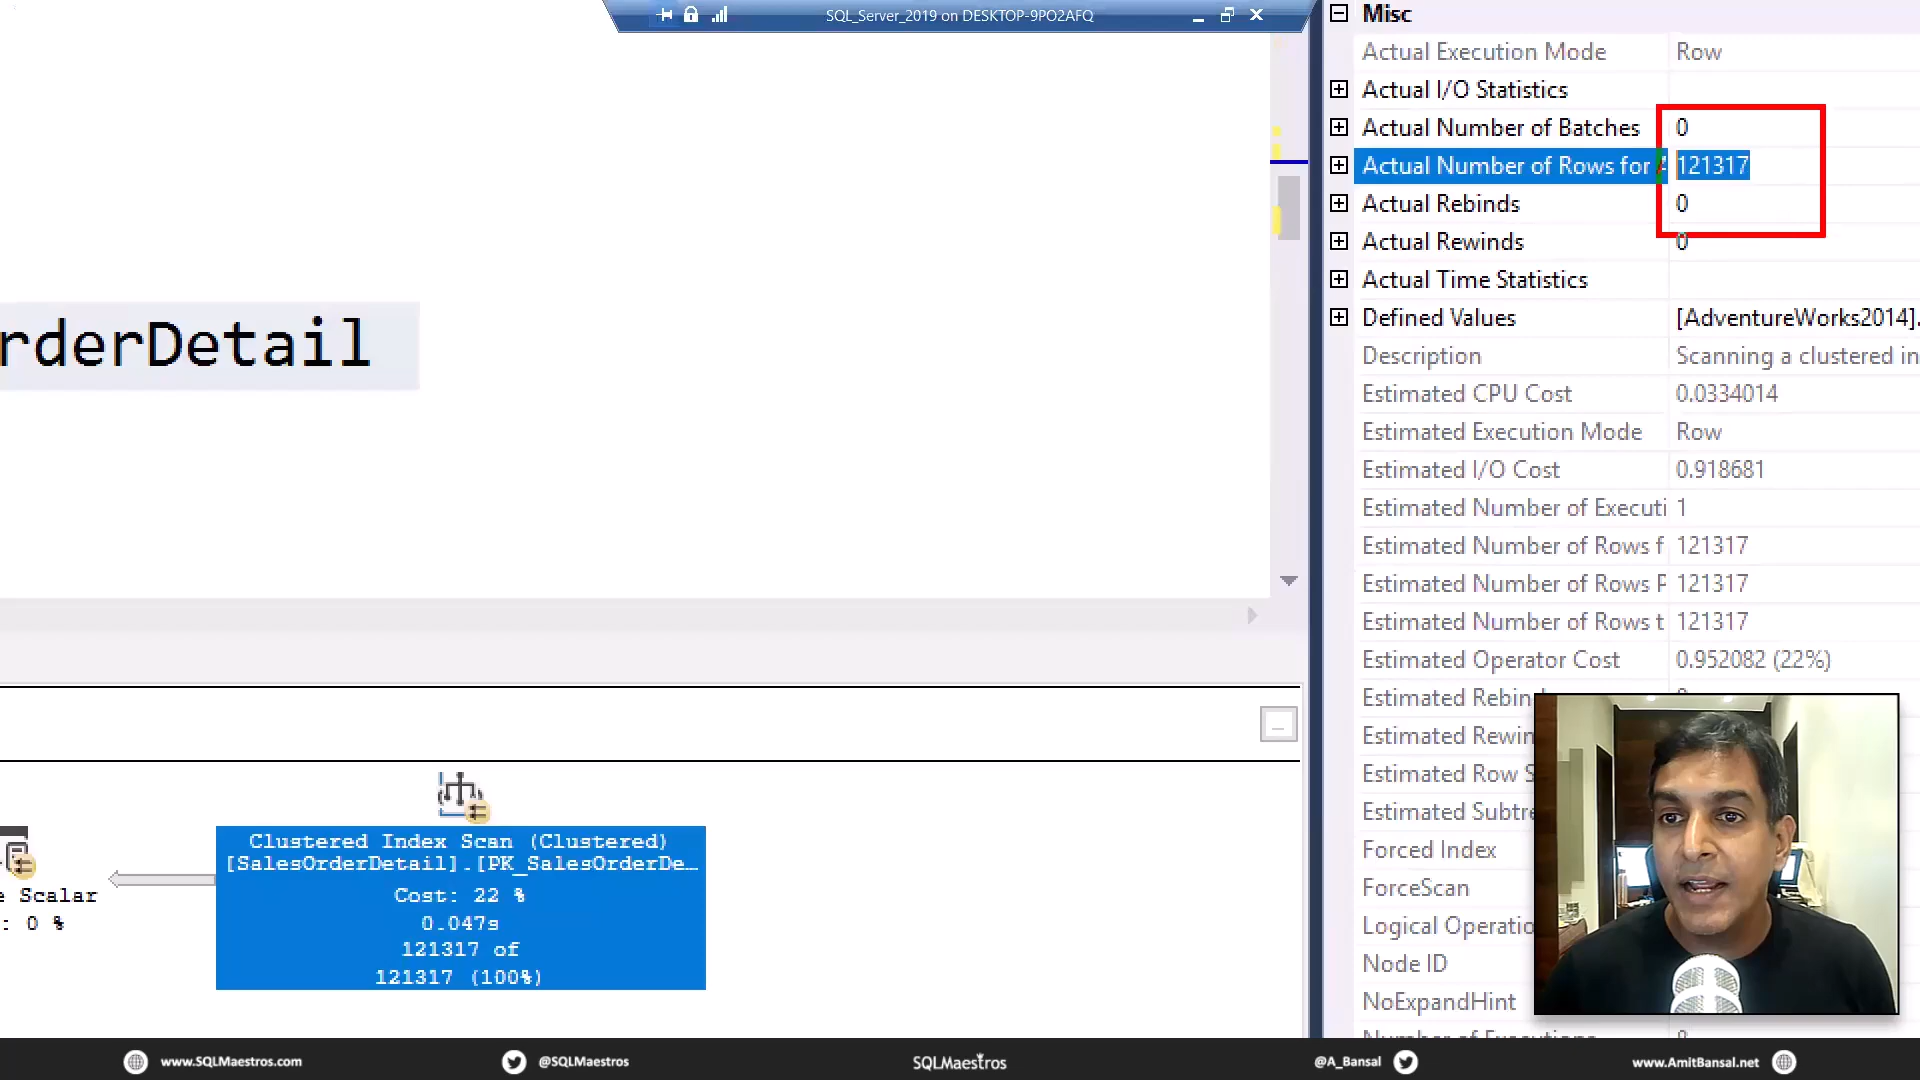 SQL_Server_2019 on DESKTOP-9PO2AFQ
rderDetail
Clustered Index Scan (Clustered)
[SalesOrderDetail].[PK_SalesOrderDe…
Cost: 22 %
0.047s
121317 of
121317 (100%)
e Scalar
: 0 %
Misc
Actual Execution Mode Row
Actual I/O Statistics
Actual Number of Batches 0
Actual Number of Rows for A 121317
Actual Rebinds 0
Actual Rewinds 0
Actual Time Statistics
Defined Values [AdventureWorks2014].
Description Scanning a clustered in
Estimated CPU Cost 0.0334014
Estimated Execution Mode Row
Estimated I/O Cost 0.918681
Estimated Number of Executi 1
Estimated Number of Rows f 121317
Estimated Number of Rows P 121317
Estimated Number of Rows t 121317
Estimated Operator Cost 0.952082 (22%)
Estimated Rebin
Estimated Rewin
Estimated Row S
Estimated Subtre
Forced Index
ForceScan
Logical Operatio
Node ID
NoExpandHint
Number of Executions
www.SQLMaestros.com
@SQLMaestros
SQLMaestros
@A_Bansal
www.AmitBansal.net